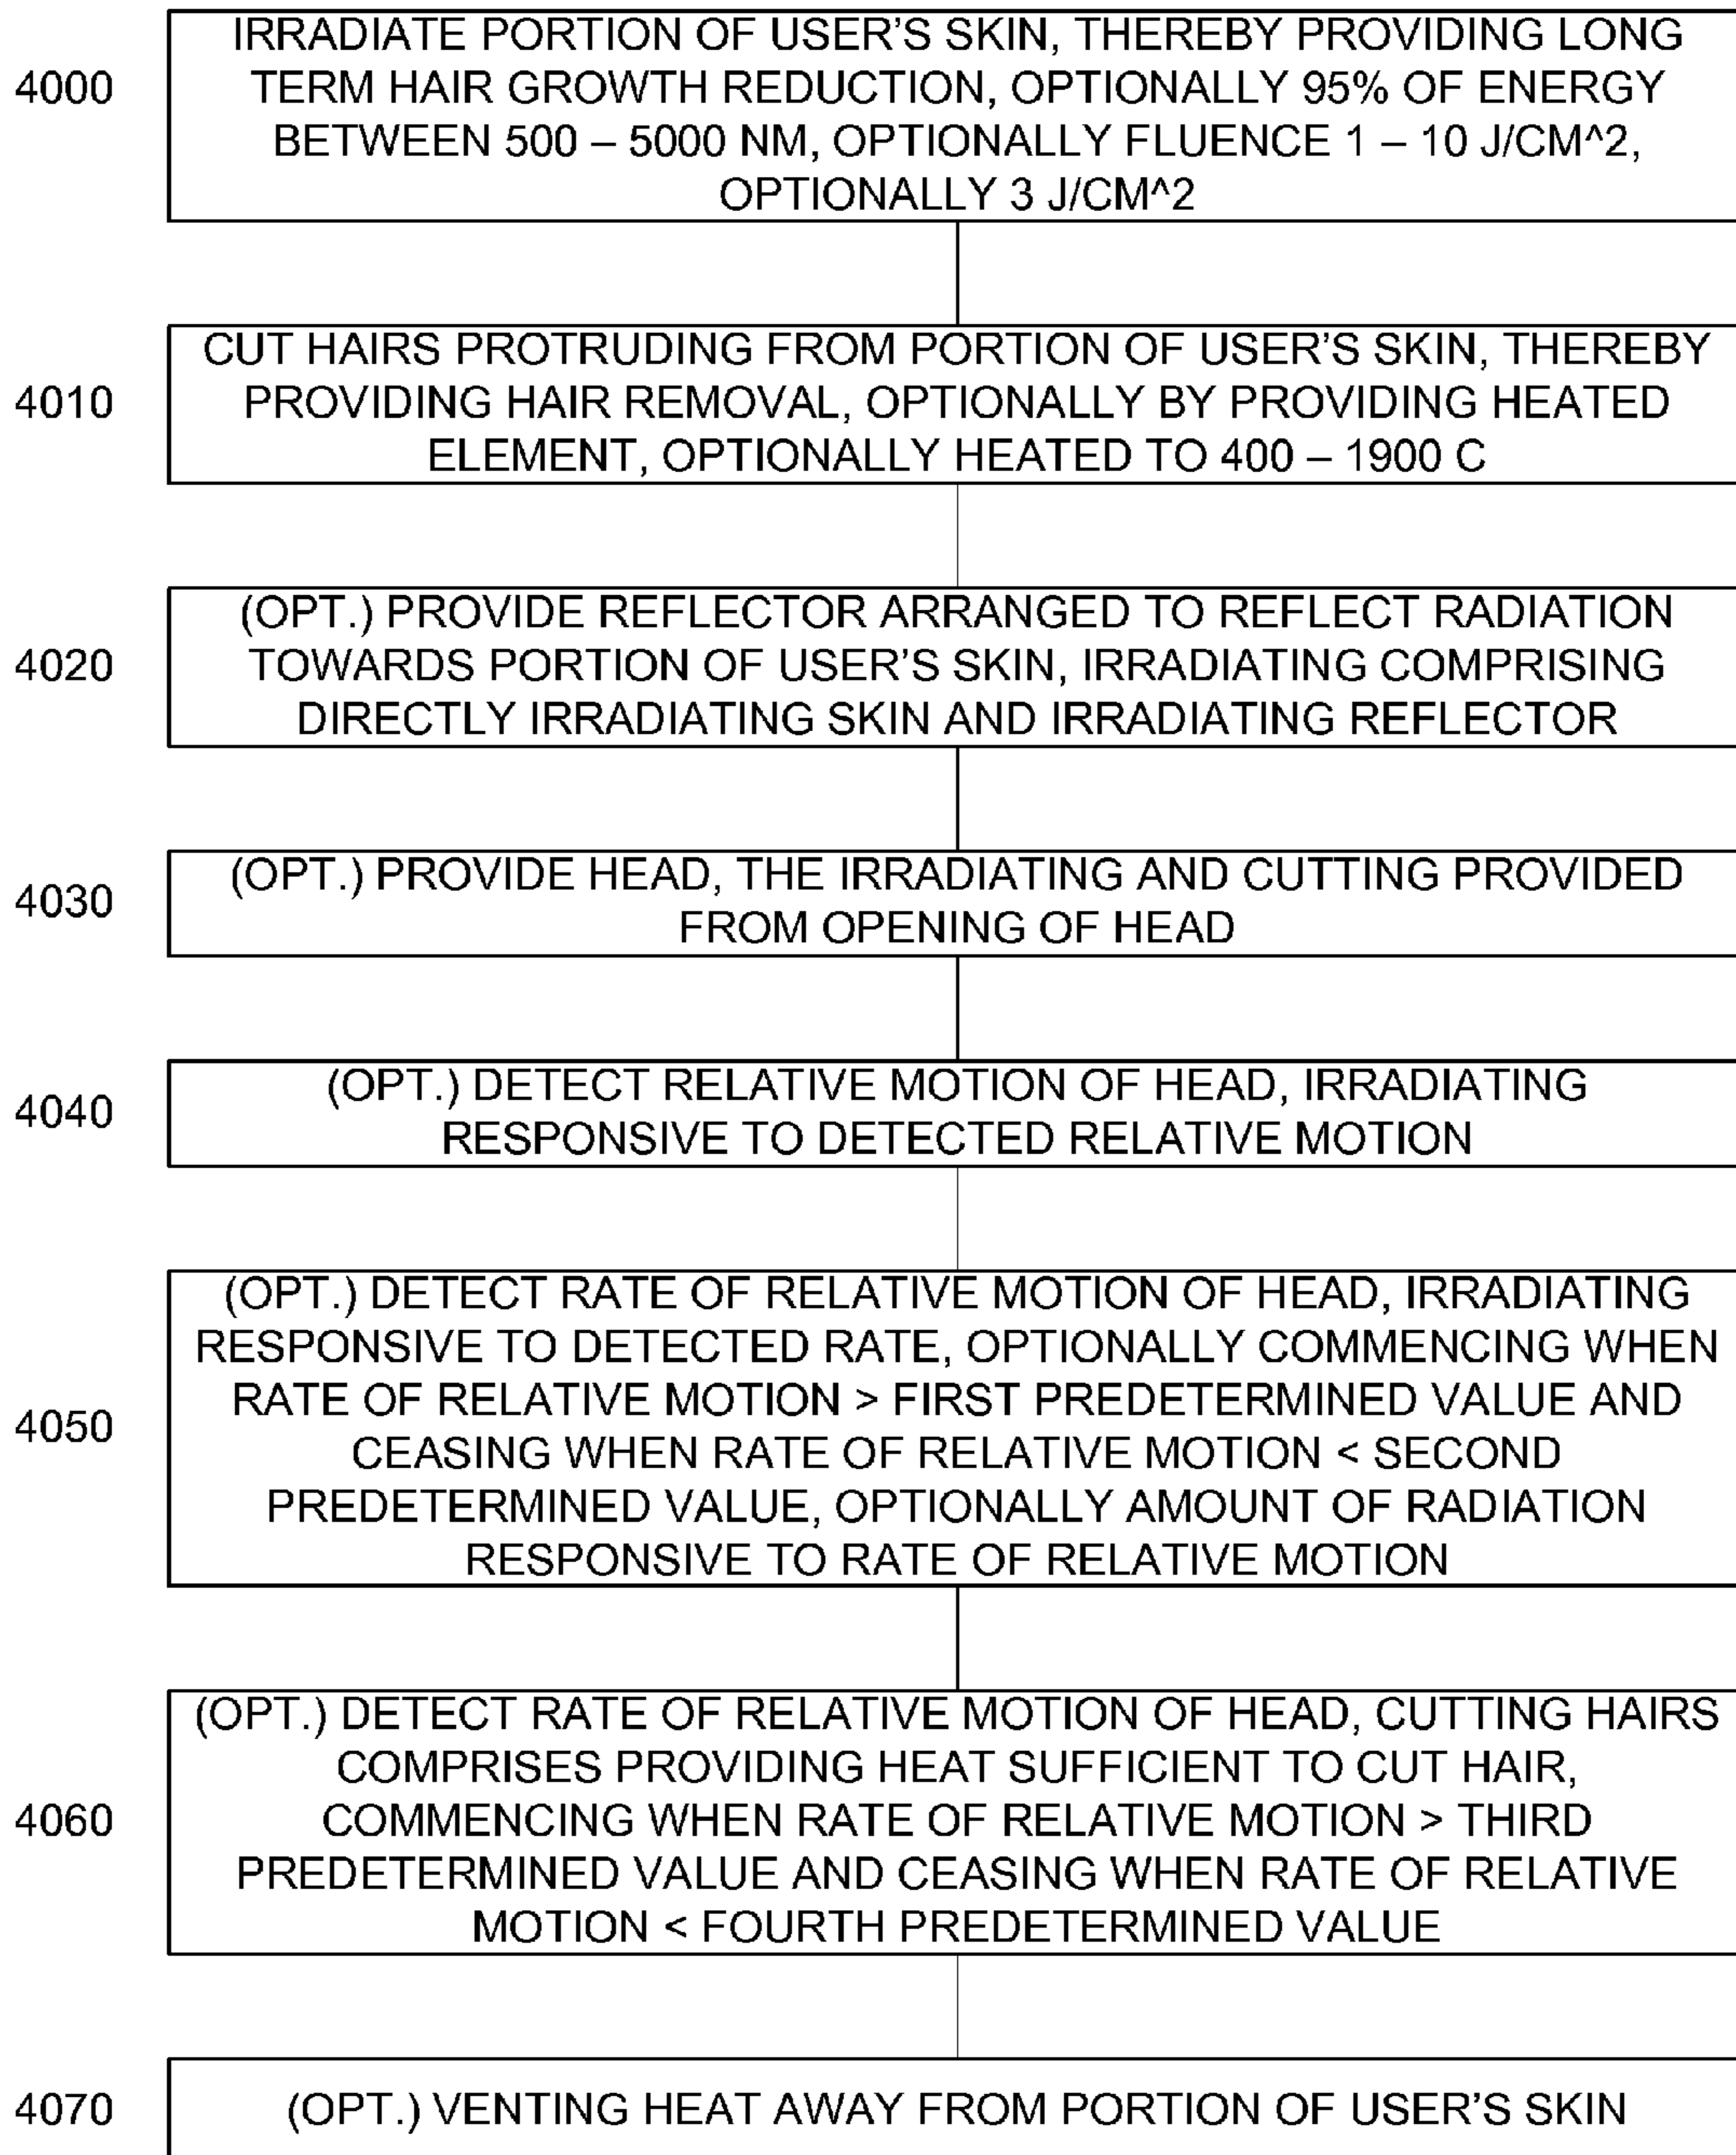 4000
IRRADIATE PORTION OF USER'S SKIN, THEREBY PROVIDING LONG
TERM HAIR GROWTH REDUCTION, OPTIONALLY 95% OF ENERGY
BETWEEN 500 – 5000 NM, OPTIONALLY FLUENCE 1 – 10 J/CM^2,
OPTIONALLY 3 J/CM^2
4010
CUT HAIRS PROTRUDING FROM PORTION OF USER'S SKIN, THEREBY
PROVIDING HAIR REMOVAL, OPTIONALLY BY PROVIDING HEATED
ELEMENT, OPTIONALLY HEATED TO 400 – 1900 C
4020
(OPT.) PROVIDE REFLECTOR ARRANGED TO REFLECT RADIATION
TOWARDS PORTION OF USER'S SKIN, IRRADIATING COMPRISING
DIRECTLY IRRADIATING SKIN AND IRRADIATING REFLECTOR
4030
(OPT.) PROVIDE HEAD, THE IRRADIATING AND CUTTING PROVIDED
FROM OPENING OF HEAD
4040
(OPT.) DETECT RELATIVE MOTION OF HEAD, IRRADIATING
RESPONSIVE TO DETECTED RELATIVE MOTION
4050
(OPT.) DETECT RATE OF RELATIVE MOTION OF HEAD, IRRADIATING
RESPONSIVE TO DETECTED RATE, OPTIONALLY COMMENCING WHEN
RATE OF RELATIVE MOTION > FIRST PREDETERMINED VALUE AND
CEASING WHEN RATE OF RELATIVE MOTION < SECOND
PREDETERMINED VALUE, OPTIONALLY AMOUNT OF RADIATION
RESPONSIVE TO RATE OF RELATIVE MOTION
4060
(OPT.) DETECT RATE OF RELATIVE MOTION OF HEAD, CUTTING HAIRS
COMPRISES PROVIDING HEAT SUFFICIENT TO CUT HAIR,
COMMENCING WHEN RATE OF RELATIVE MOTION > THIRD
PREDETERMINED VALUE AND CEASING WHEN RATE OF RELATIVE
MOTION < FOURTH PREDETERMINED VALUE
4070
(OPT.) VENTING HEAT AWAY FROM PORTION OF USER'S SKIN